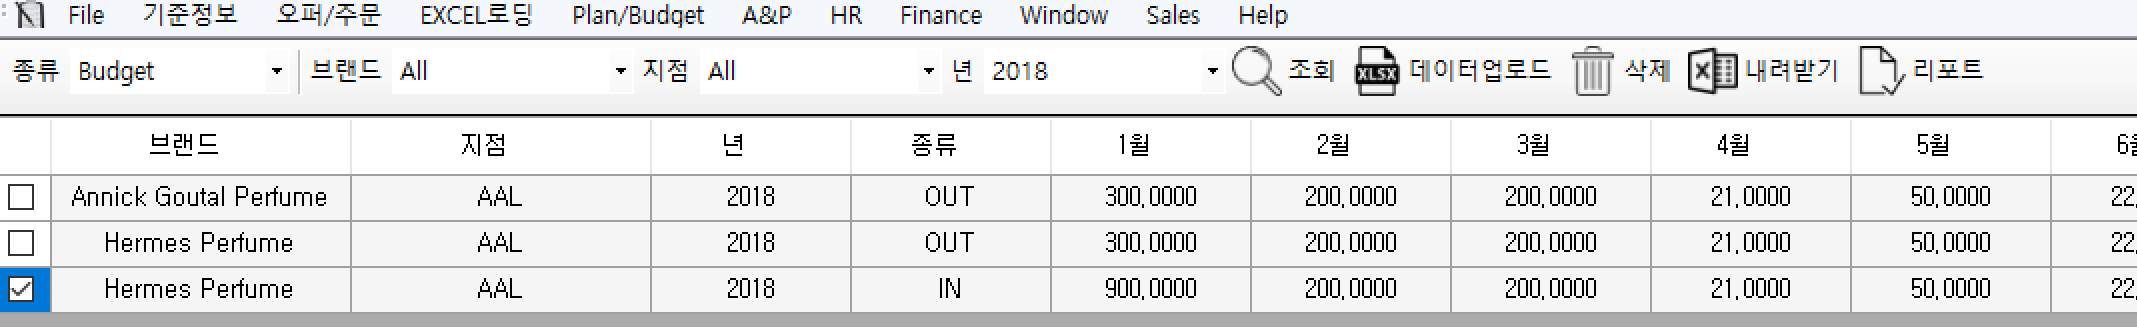 File 기준정보 오퍼/주문 EXCEL로딩 Plan/Budget A&P HR Finance Window Sales Help
종류 Budget 브랜드 All 지점 All 년 2018 조회 XLSX 데이터업로드 삭제 X 내려받기 리포트
브랜드 지점 년 종류 1월 2월 3월 4월 5월
Annick Goutal Perfume AAL 2018 OUT 300,0000 200,0000 200,0000 21,0000 50,0000 22,
Hermes Perfume AAL 2018 OUT 300,0000 200,0000 200,0000 21,0000 50,0000 22,
Hermes Perfume AAL 2018 IN 900,0000 200,0000 200,0000 21,0000 50,0000 22,